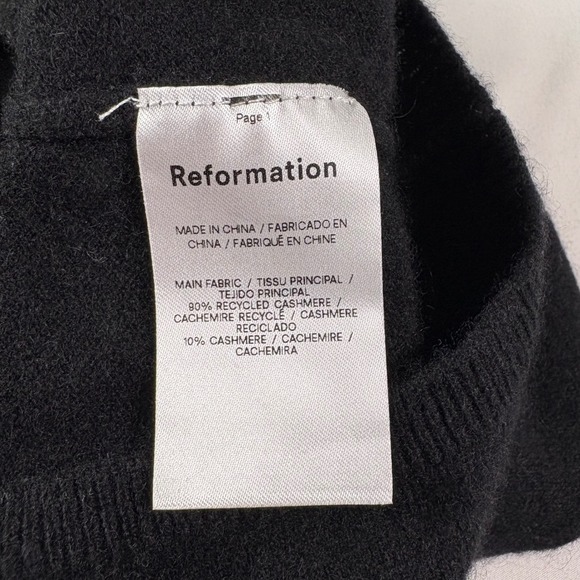 Page 1
Reformation
MADE IN CHINA / FABRICADO EN
CHINA / FABRIQUÉ EN CHINE
MAIN FABRIC / TISSU PRINCIPAL /
TEJIDO PRINCIPAL
90% RECYCLED CASHMERE /
CACHEMIRE RECYCLÉ / CASHMERE
RECICLADO
10% CASHMERE / CACHEMIRE /
CACHEMIRA